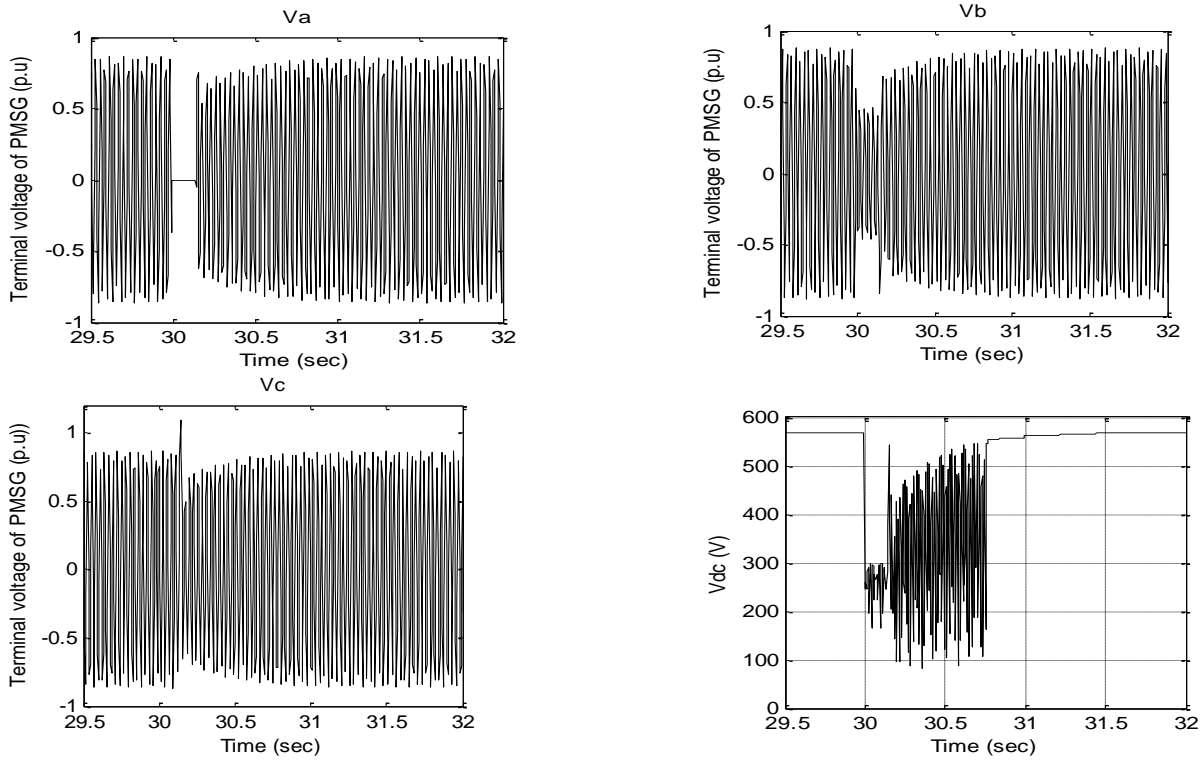 Va
Terminal voltage of PMSG (p.u)
1
0.5
0
-0.5
-1
29.5 30 30.5 31 31.5 32
Time (sec)
Vb
Terminal voltage of PMSG (p.u)
1
0.5
0
-0.5
-1
29.5 30 30.5 31 31.5 32
Time (sec)
Vc
Terminal voltage of PMSG (p.u))
1
0.5
0
-0.5
-1
29.5 30 30.5 31 31.5 32
Time (sec)
Vdc (V)
600
500
400
300
200
100
0
29.5 30 30.5 31 31.5 32
Time (sec)